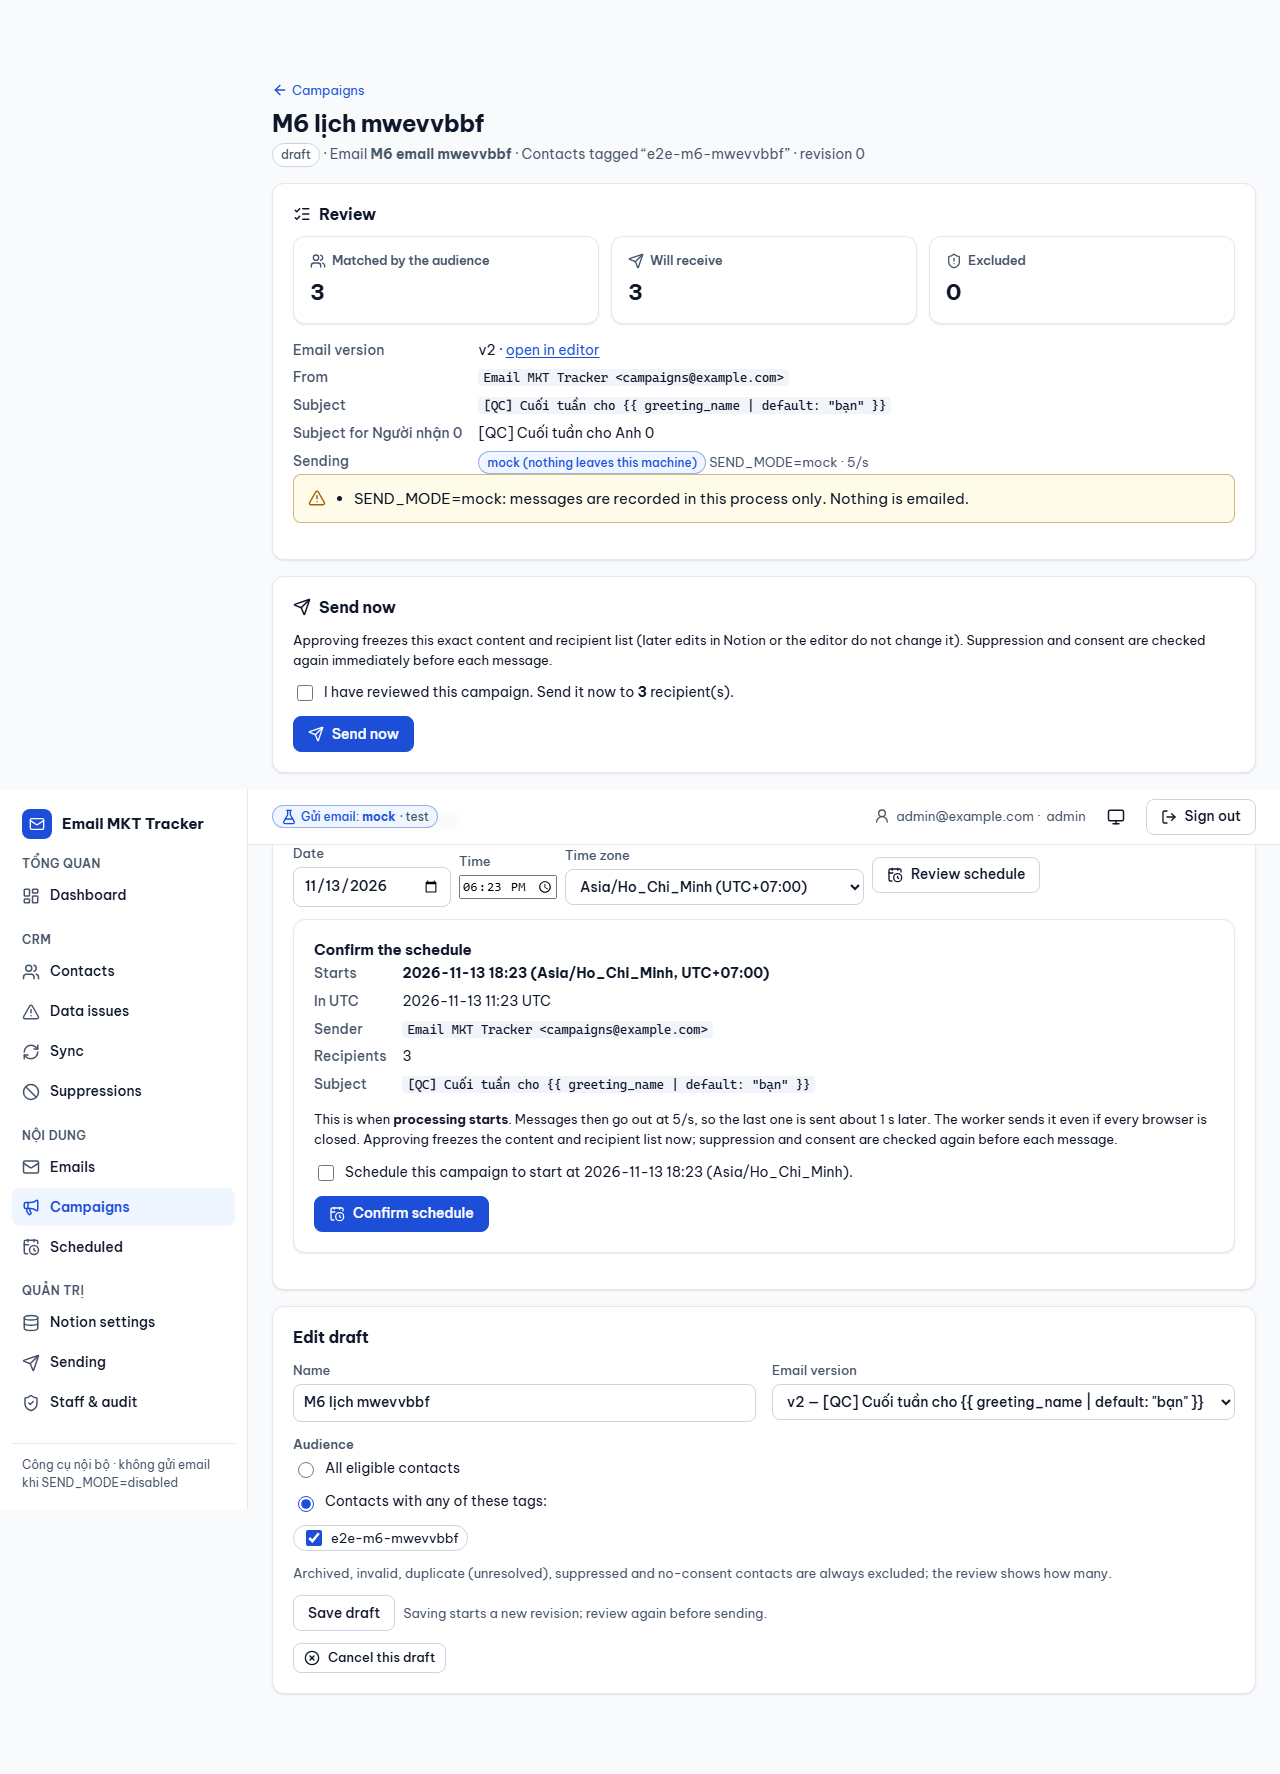 Campaigns
M6 lịch mwevvbbf
draft · Email M6 email mwevvbbf · Contacts tagged “e2e-m6-mwevvbbf” · revision 0
Review
Matched by the audience
3
Will receive
3
Excluded
0
Email version v2 · open in editor
From Email MKT Tracker <campaigns@example.com>
Subject [QC] Cuối tuần cho {{ greeting_name | default: "bạn" }}
Subject for Người nhận 0 [QC] Cuối tuần cho Anh 0
Sending mock (nothing leaves this machine) SEND_MODE=mock · 5/s
• SEND_MODE=mock: messages are recorded in this process only. Nothing is emailed.
Send now
Approving freezes this exact content and recipient list (later edits in Notion or the editor do not change it). Suppression and consent are checked
again immediately before each message.
I have reviewed this campaign. Send it now to 3 recipient(s).
Send now
Email MKT Tracker
TỔNG QUAN
Dashboard
CRM
Contacts
Data issues
Sync
Suppressions
NỘI DUNG
Emails
Campaigns
Scheduled
QUẢN TRỊ
Notion settings
Sending
Staff & audit
Công cụ nội bộ · không gửi email
khi SEND_MODE=disabled
Gửi email: mock · test
admin@example.com · admin
Sign out
Date
11/13/2026
Time
06:23 PM
Time zone
Asia/Ho_Chi_Minh (UTC+07:00)
Review schedule
Confirm the schedule
Starts 2026-11-13 18:23 (Asia/Ho_Chi_Minh, UTC+07:00)
In UTC 2026-11-13 11:23 UTC
Sender Email MKT Tracker <campaigns@example.com>
Recipients 3
Subject [QC] Cuối tuần cho {{ greeting_name | default: "bạn" }}
This is when processing starts. Messages then go out at 5/s, so the last one is sent about 1 s later. The worker sends it even if every browser is
closed. Approving freezes the content and recipient list now; suppression and consent are checked again before each message.
Schedule this campaign to start at 2026-11-13 18:23 (Asia/Ho_Chi_Minh).
Confirm schedule
Edit draft
Name
M6 lịch mwevvbbf
Email version
v2 — [QC] Cuối tuần cho {{ greeting_name | default: "bạn" }}
Audience
All eligible contacts
Contacts with any of these tags:
e2e-m6-mwevvbbf
Archived, invalid, duplicate (unresolved), suppressed and no-consent contacts are always excluded; the review shows how many.
Save draft Saving starts a new revision; review again before sending.
Cancel this draft